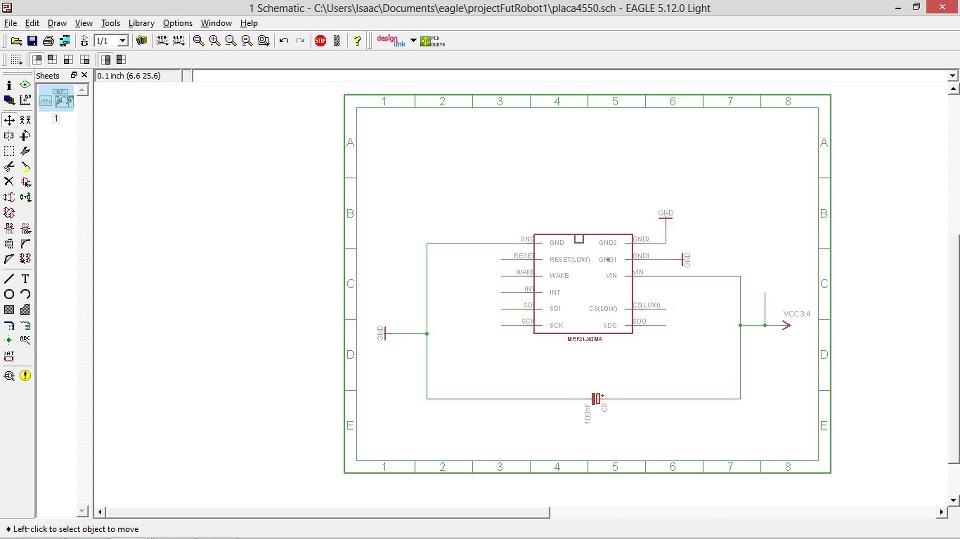 1 Schematic - C:\Users\Isaac\Documents\eagle\projectFutRobot1\placa4550.sch - EAGLE 5.12.0 Light
File Edit Draw View Tools Library Options Window Help
1/1
design link
Sheets
0.1 inch (6.6 25.6)
1
1 2 3 4 5 6 7 8
A A
B B
C C
D D
E E
1 2 3 4 5 6 7 8
GND
GND GND GND2 GND2
RESET RESET(LOW) GND1 GND1 GND
WAKE WAKE VIN VIN
INT INT
SDI SDI CS(LOW) CS(LOW)
SCK SCK SDO SDO
VCC 3.4
GND
100nF
C8
Left-click to select object to move